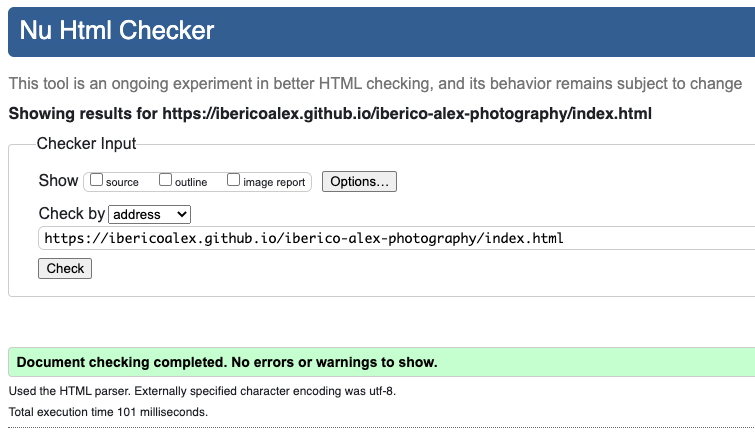 Nu Html Checker
This tool is an ongoing experiment in better HTML checking, and its behavior remains subject to change
Showing results for https://ibericoalex.github.io/iberico-alex-photography/index.html
Checker Input
Show source outline image report Options...
Check by address
https://ibericoalex.github.io/iberico-alex-photography/index.html
Check
Document checking completed. No errors or warnings to show.
Used the HTML parser. Externally specified character encoding was utf-8.
Total execution time 101 milliseconds.